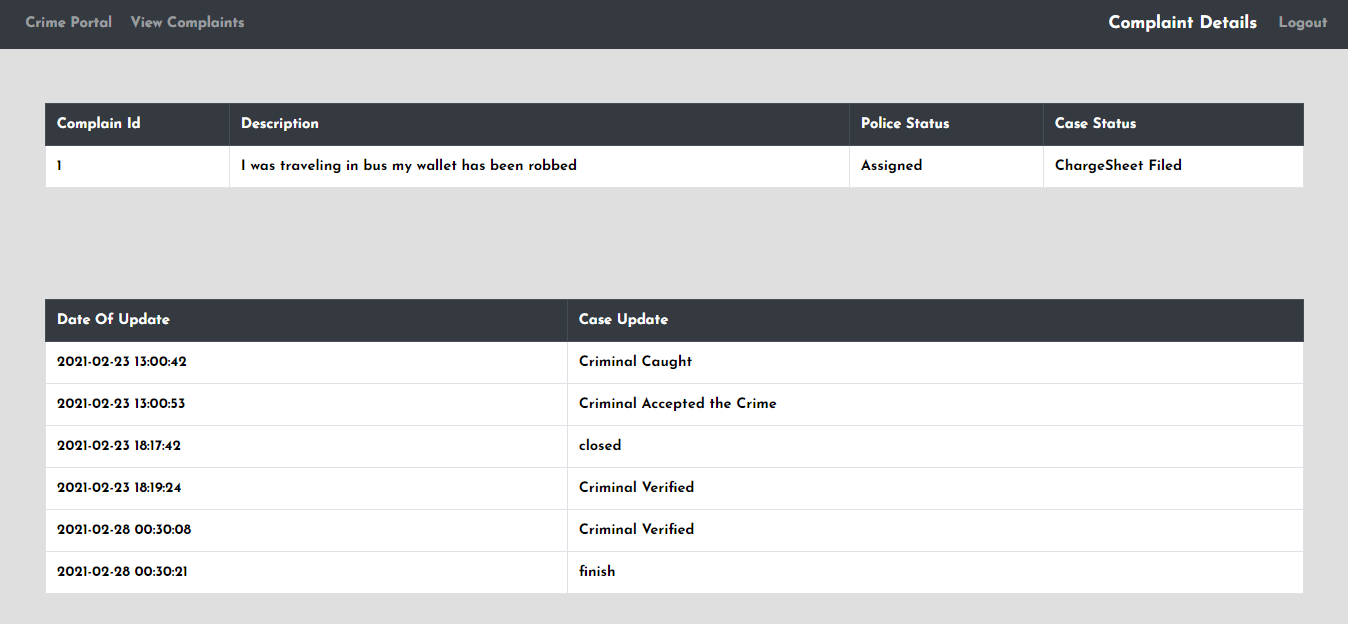 Crime Portal View Complaints Complaint Details Logout
Complain Id Description Police Status Case Status
1 I was traveling in bus my wallet has been robbed Assigned ChargeSheet Filed
Date Of Update Case Update
2021-02-23 13:00:42 Criminal Caught
2021-02-23 13:00:53 Criminal Accepted the Crime
2021-02-23 18:17:42 closed
2021-02-23 18:19:24 Criminal Verified
2021-02-28 00:30:08 Criminal Verified
2021-02-28 00:30:21 finish